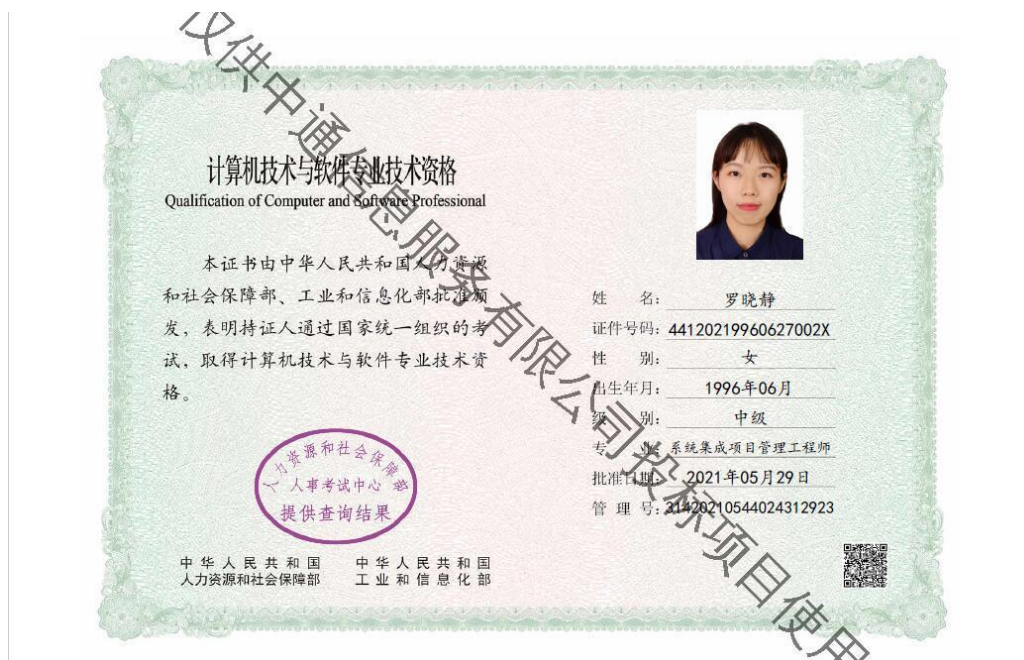 仅供中通信息服务有限公司投标项目使用
计算机技术与软件专业技术资格
Qualification of Computer and Software Professional
本证书由中华人民共和国人力资源
和社会保障部、工业和信息化部批准颁
发，表明持证人通过国家统一组织的考
试，取得计算机技术与软件专业技术资
格。
人力资源和社会保障部
人事考试中心
提供查询结果
中华人民共和国
人力资源和社会保障部
中华人民共和国
工业和信息化部
姓 名： 罗晓静
证件号码： 44120219960627002X
性 别： 女
出生年月： 1996年06月
级 别： 中级
专 业： 系统集成项目管理工程师
批准日期： 2021年05月29日
管 理 号： 31420210544024312923